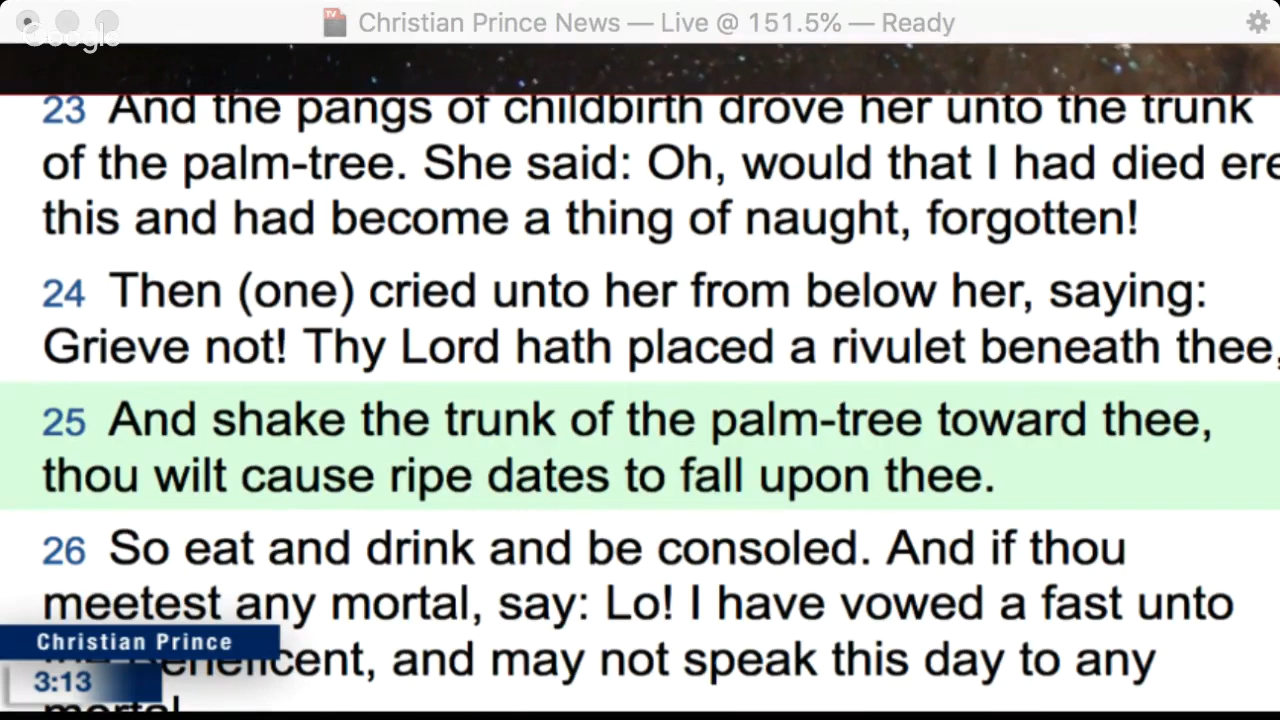 Christian Prince News — Live @ 151.5% — Ready
Google
23 And the pangs of childbirth drove her unto the trunk
of the palm-tree. She said: Oh, would that I had died ere
this and had become a thing of naught, forgotten!
24 Then (one) cried unto her from below her, saying:
Grieve not! Thy Lord hath placed a rivulet beneath thee,
25 And shake the trunk of the palm-tree toward thee,
thou wilt cause ripe dates to fall upon thee.
26 So eat and drink and be consoled. And if thou
meetest any mortal, say: Lo! I have vowed a fast unto
Christian Prince
the Beneficent, and may not speak this day to any
3:13
mortal